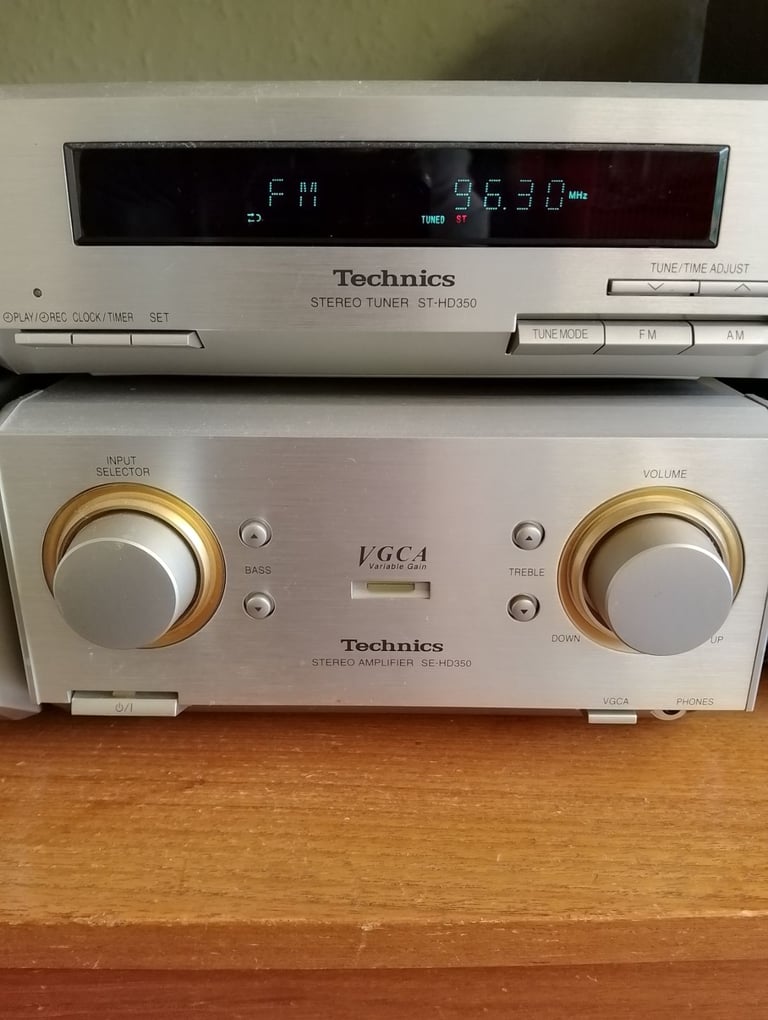 FM 96.30 MHz
TUNED ST
Technics
STEREO TUNER ST-HD350
TUNE/TIME ADJUST
PLAY/ REC CLOCK/TIMER SET
TUNE MODE FM AM
INPUT
SELECTOR
VOLUME
BASS
VGCA
Variable Gain
TREBLE
DOWN UP
Technics
STEREO AMPLIFIER SE-HD350
⏻/I
VGCA PHONES